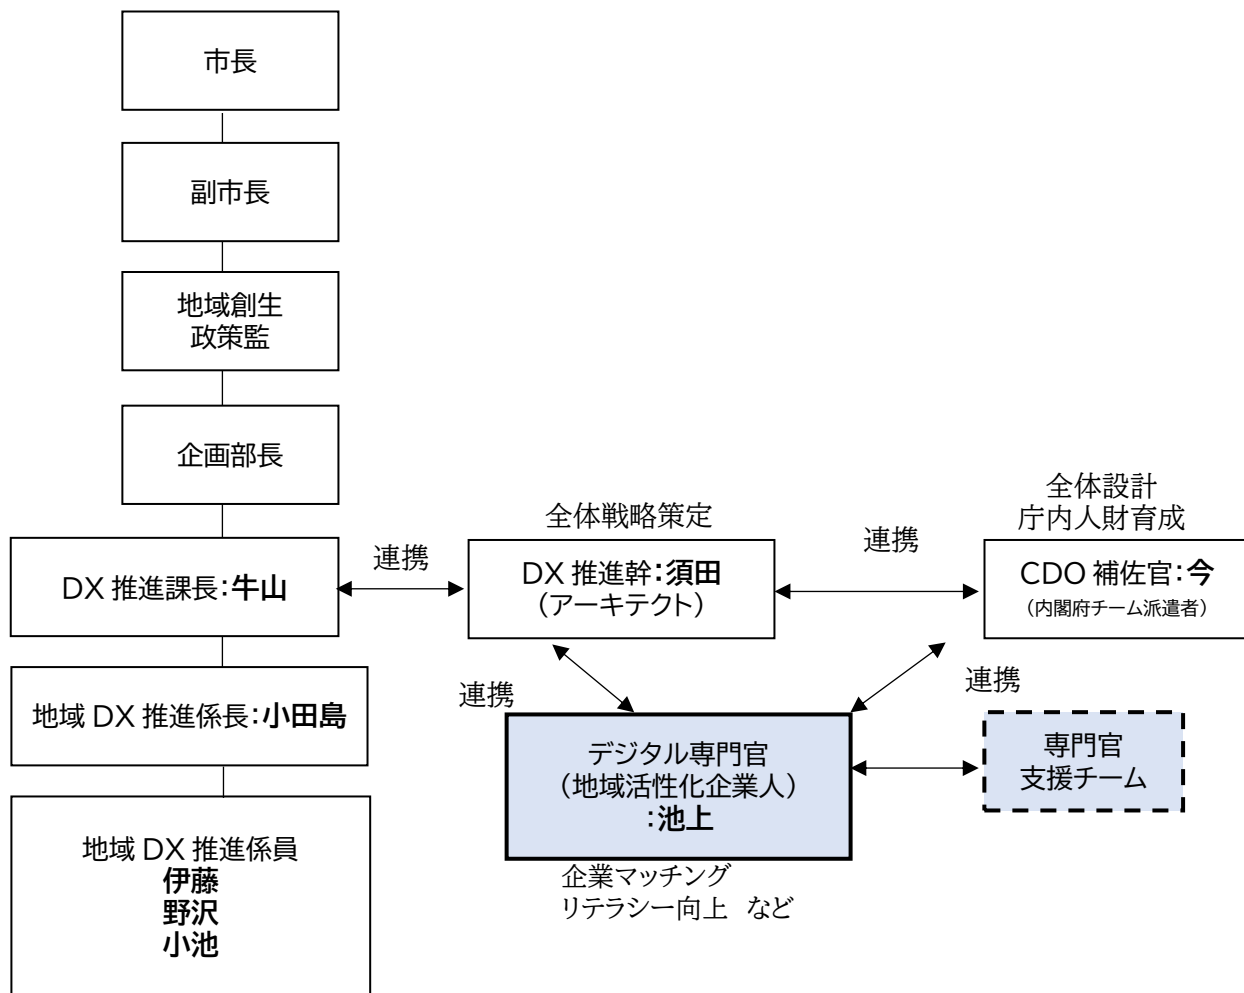 市長
副市長
地域創生
政策監
企画部長
全体戦略策定
全体設計
庁内人財育成
DX 推進課長：牛山
連携
DX 推進幹：須田
（アーキテクト）
連携
CDO 補佐官：今
（内閣府チーム派遣者）
地域 DX 推進係長：小田島
連携
連携
デジタル専門官
（地域活性化企業人）
：池上
専門官
支援チーム
企業マッチング
リテラシー向上　など
地域 DX 推進係員
伊藤
野沢
小池